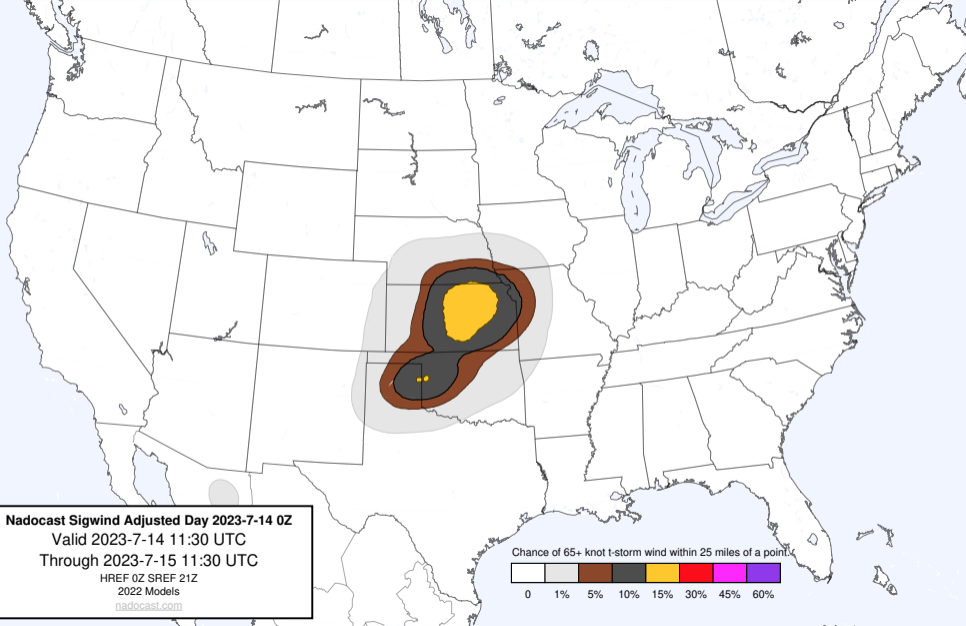 Nadocast Sigwind Adjusted Day 2023-7-14 0Z
Valid 2023-7-14 11:30 UTC
Through 2023-7-15 11:30 UTC
HREF 0Z SREF 21Z
2022 Models
nadocast.com
Chance of 65+ knot t-storm wind within 25 miles of a point.
0 1% 5% 10% 15% 30% 45% 60%